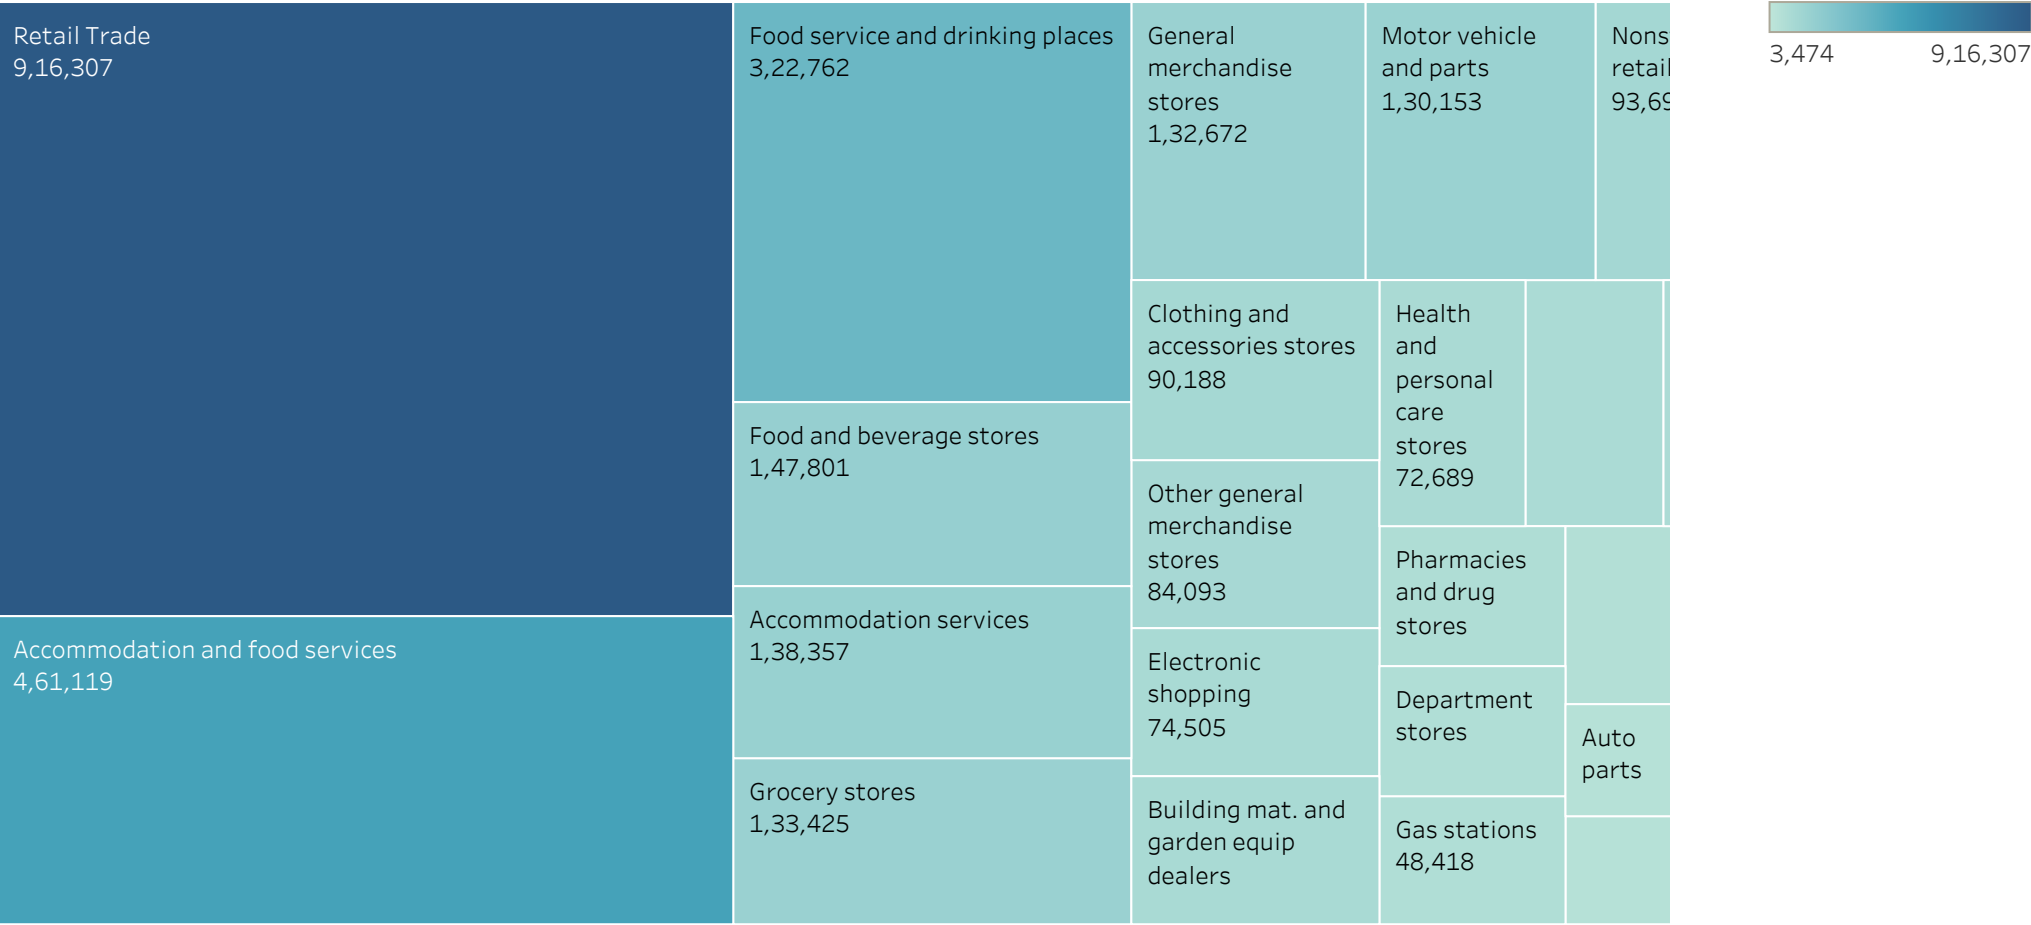 Retail Trade
9,16,307
Accommodation and food services
4,61,119
Food service and drinking places
3,22,762
Food and beverage stores
1,47,801
Accommodation services
1,38,357
Grocery stores
1,33,425
General
merchandise
stores
1,32,672
Motor vehicle
and parts
1,30,153
Nons
retail
93,69
Clothing and
accessories stores
90,188
Other general
merchandise
stores
84,093
Electronic
shopping
74,505
Building mat. and
garden equip
dealers
Health
and
personal
care
stores
72,689
Pharmacies
and drug
stores
Department
stores
Gas stations
48,418
Auto
parts
3,474
9,16,307